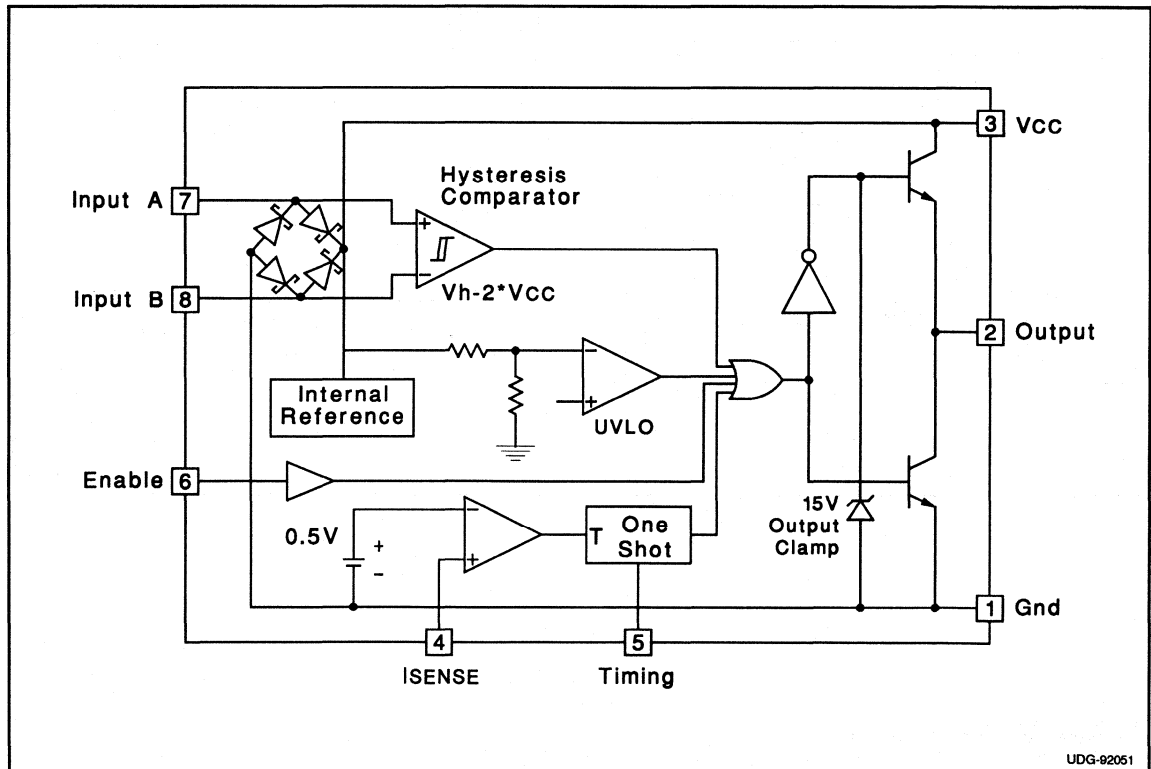 3 VCC
Hysteresis
Comparator
Input A 7
+
−
Input B 8
Vh-2*VCC
2 Output
−
Internal
Reference
+
UVLO
Enable 6
−
15V
Output
Clamp
0.5V
+
−
T One
Shot
+
1 Gnd
4
5
ISENSE
Timing
UDG-92051